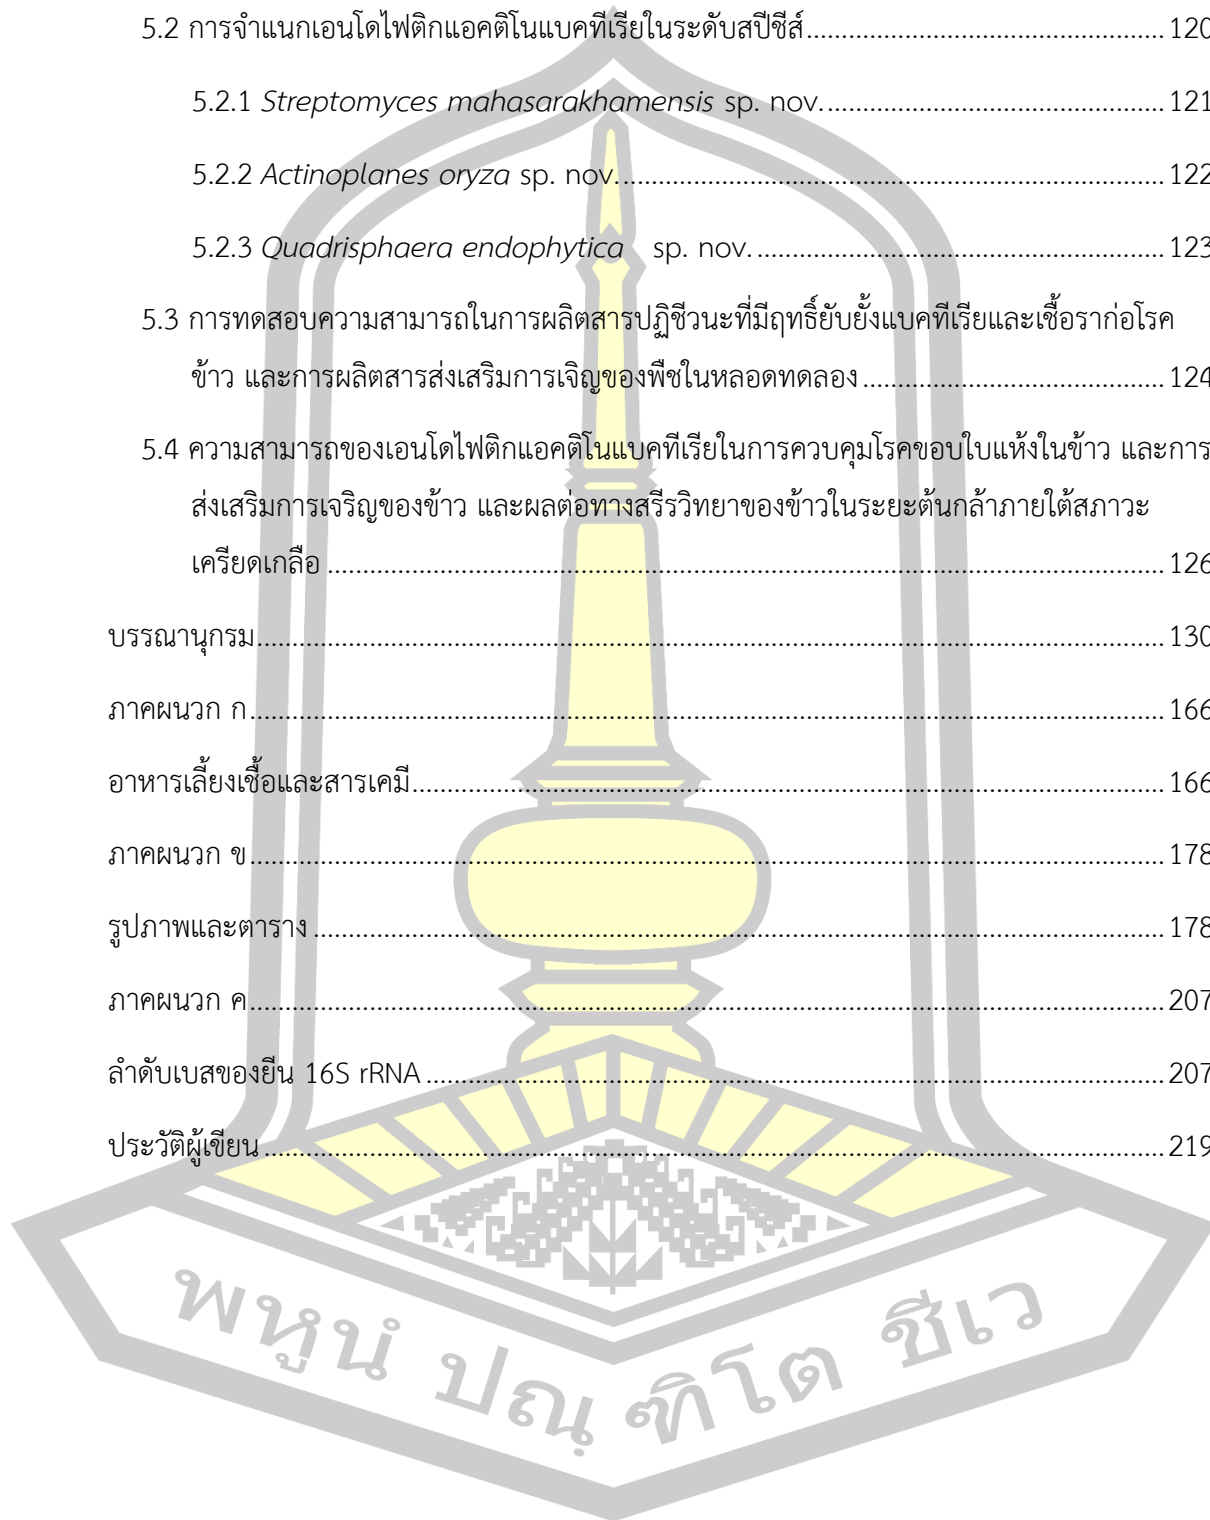 5.2 การจำแนกเอนโดไฟติกแอคติโนแบคทีเรียในระดับสปีชีส์ ........................................................ 120
5.2.1 Streptomyces mahasarakhamensis sp. nov. ........................................................ 121
5.2.2 Actinoplanes oryza sp. nov. ........................................................ 122
5.2.3 Quadrisphaera endophytica sp. nov. ........................................................ 123
5.3 การทดสอบความสามารถในการผลิตสารปฏิชีวนะที่มีฤทธิ์ยับยั้งแบคทีเรียและเชื้อราก่อโรค
ข้าว และการผลิตสารส่งเสริมการเจิญของพืชในหลอดทดลอง ........................................................ 124
5.4 ความสามารถของเอนโดไฟติกแอคติโนแบคทีเรียในการควบคุมโรคขอบใบแห้งในข้าว และการ
ส่งเสริมการเจริญของข้าว และผลต่อทางสรีรวิทยาของข้าวในระยะต้นกล้าภายใต้สภาวะ
เครียดเกลือ ........................................................ 126
บรรณานุกรม ........................................................ 130
ภาคผนวก ก ........................................................ 166
อาหารเลี้ยงเชื้อและสารเคมี ........................................................ 166
ภาคผนวก ข ........................................................ 178
รูปภาพและตาราง ........................................................ 178
ภาคผนวก ค ........................................................ 207
ลำดับเบสของยีน 16S rRNA ........................................................ 207
ประวัติผู้เขียน ........................................................ 219
พหูนํ ปณฺ ฑิโต ชีเว